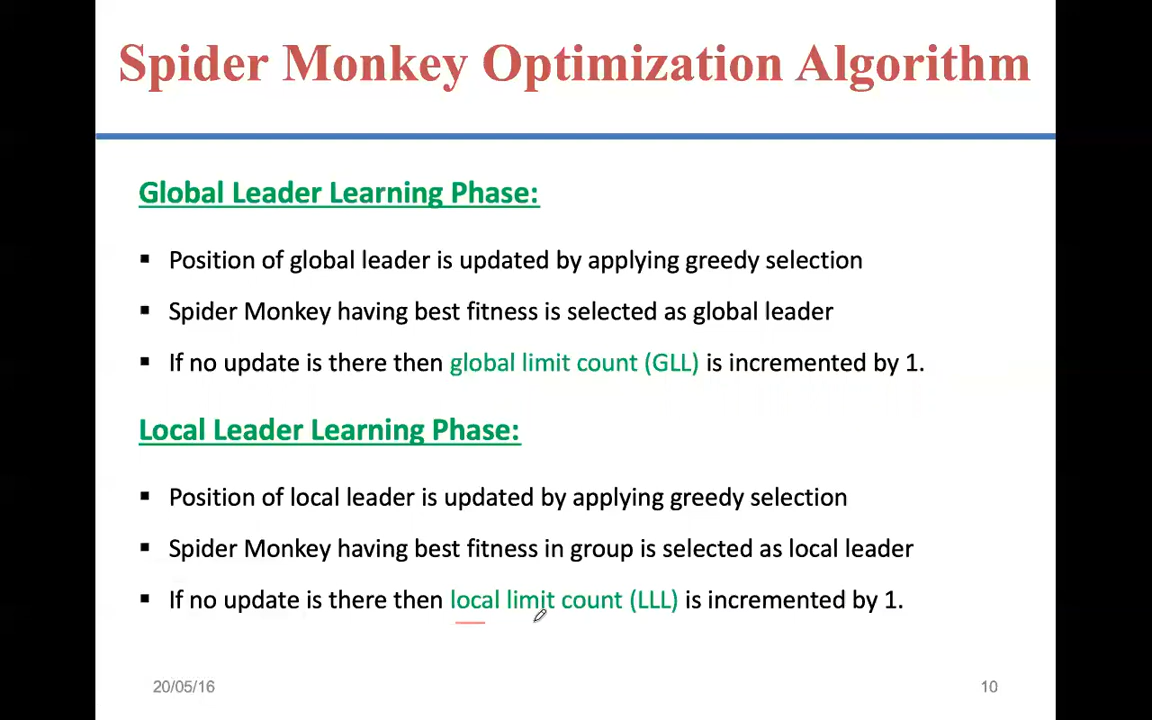 Spider Monkey Optimization Algorithm
Global Leader Learning Phase:
▪ Position of global leader is updated by applying greedy selection
▪ Spider Monkey having best fitness is selected as global leader
▪ If no update is there then global limit count (GLL) is incremented by 1.
Local Leader Learning Phase:
▪ Position of local leader is updated by applying greedy selection
▪ Spider Monkey having best fitness in group is selected as local leader
▪ If no update is there then local limit count (LLL) is incremented by 1.
20/05/16 10